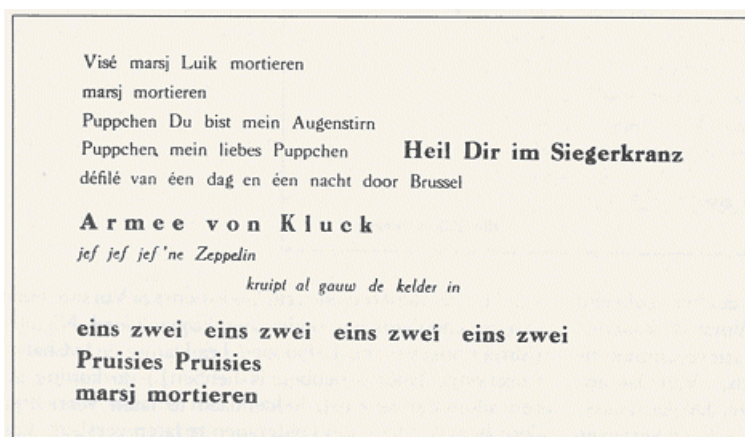 Visé marsj Luik mortieren
marsj mortieren
Puppchen Du bist mein Augenstirn
Puppchen, mein liebes Puppchen Heil Dir im Siegerkranz
défilé van éen dag en éen nacht door Brussel
Armee von Kluck
jef jef jef 'ne Zeppelin
kruipt al gauw de kelder in
eins zwei eins zwei eins zwei eins zwei
Pruisies Pruisies
marsj mortieren